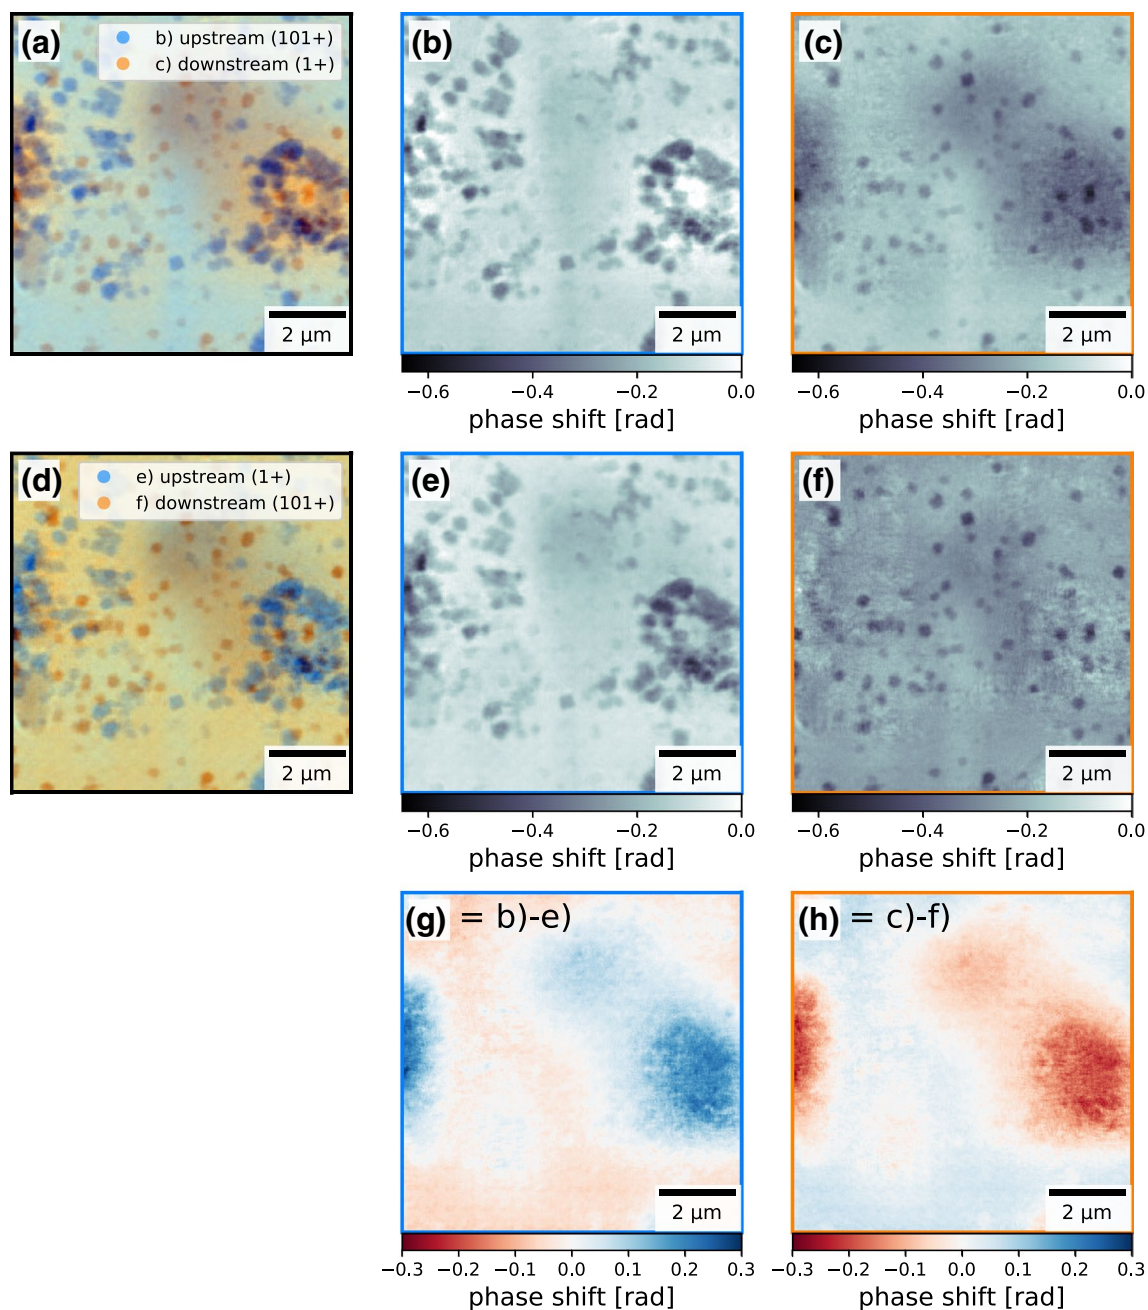 (a)
b) upstream (101+)
c) downstream (1+)
2 µm
(b)
2 µm
−0.6 −0.4 −0.2 0.0
phase shift [rad]
(c)
2 µm
−0.6 −0.4 −0.2 0.0
phase shift [rad]
(d)
e) upstream (1+)
f) downstream (101+)
2 µm
(e)
2 µm
−0.6 −0.4 −0.2 0.0
phase shift [rad]
(f)
2 µm
−0.6 −0.4 −0.2 0.0
phase shift [rad]
(g) = b)-e)
2 µm
−0.3 −0.2 −0.1 0.0 0.1 0.2 0.3
phase shift [rad]
(h) = c)-f)
2 µm
−0.3 −0.2 −0.1 0.0 0.1 0.2 0.3
phase shift [rad]